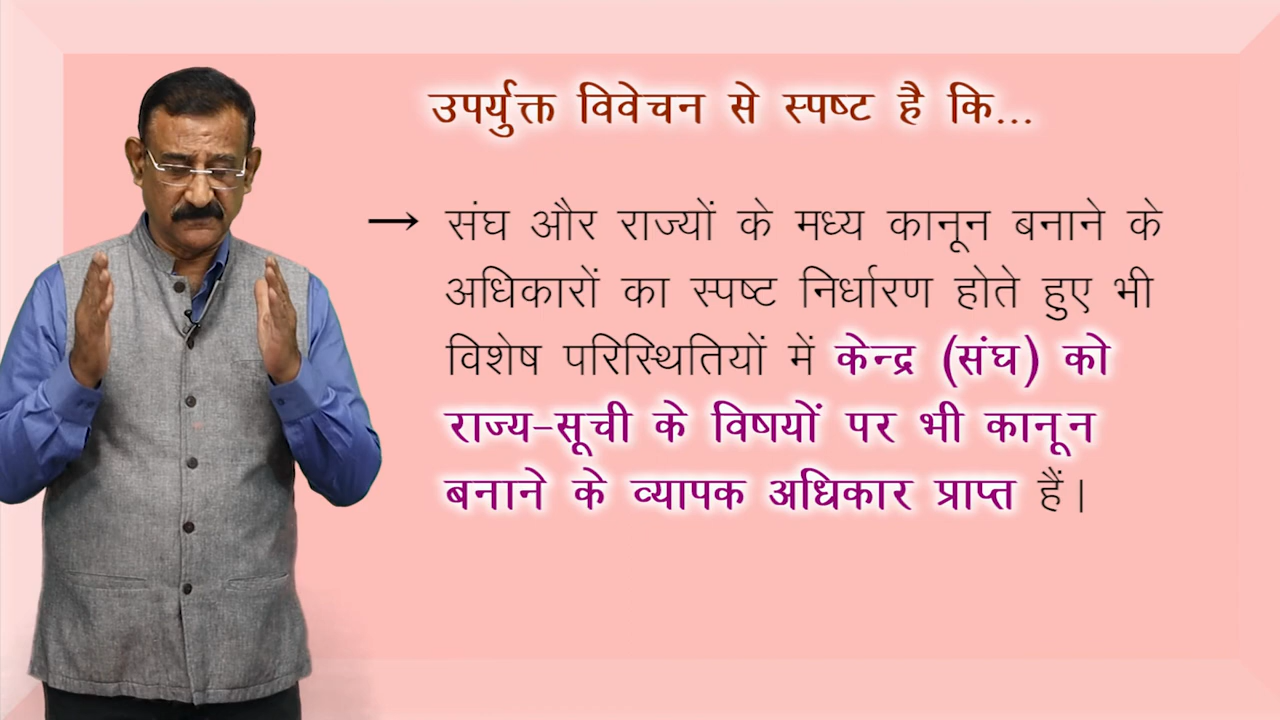 उपर्युक्त विवेचन से स्पष्ट है कि...
→ संघ और राज्यों के मध्य कानून बनाने के
अधिकारों का स्पष्ट निर्धारण होते हुए भी
विशेष परिस्थितियों में केन्द्र (संघ) को
राज्य-सूची के विषयों पर भी कानून
बनाने के व्यापक अधिकार प्राप्त हैं।